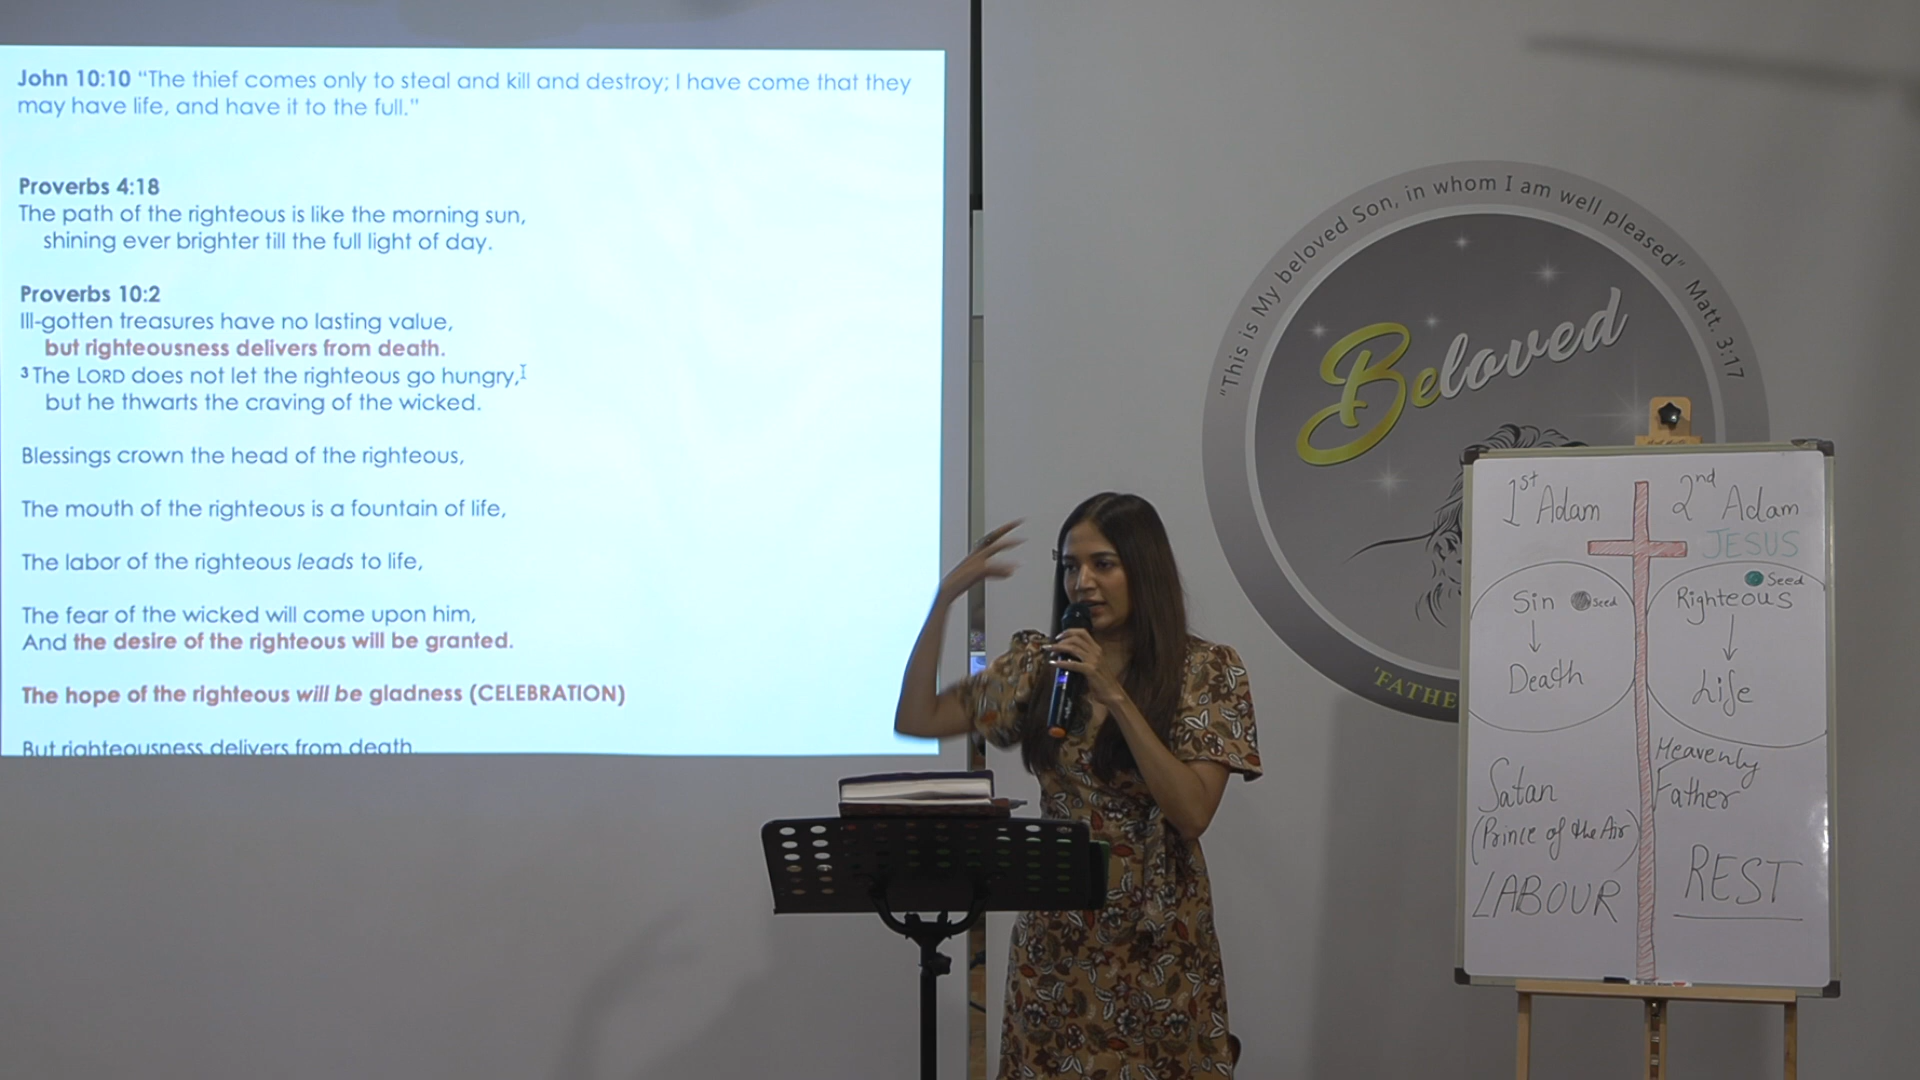 John 10:10 “The thief comes only to steal and kill and destroy; I have come that they
may have life, and have it to the full."
Proverbs 4:18
The path of the righteous is like the morning sun,
shining ever brighter till the full light of day.
Proverbs 10:2
Ill-gotten treasures have no lasting value,
but righteousness delivers from death.
3 The LORD does not let the righteous go hungry,
but he thwarts the craving of the wicked.
Blessings crown the head of the righteous,
The mouth of the righteous is a fountain of life,
The labor of the righteous leads to life,
The fear of the wicked will come upon him,
And the desire of the righteous will be granted.
The hope of the righteous will be gladness (CELEBRATION)
But righteousness delivers from death.
"This is My beloved Son, in whom I am well pleased" Matt. 3:17
Beloved
'FATHE
1st Adam
Sin Seed
Death
Satan
(Prince of the Air)
LABOUR
2nd Adam
JESUS
Seed
Righteous
Life
Heavenly
Father
REST